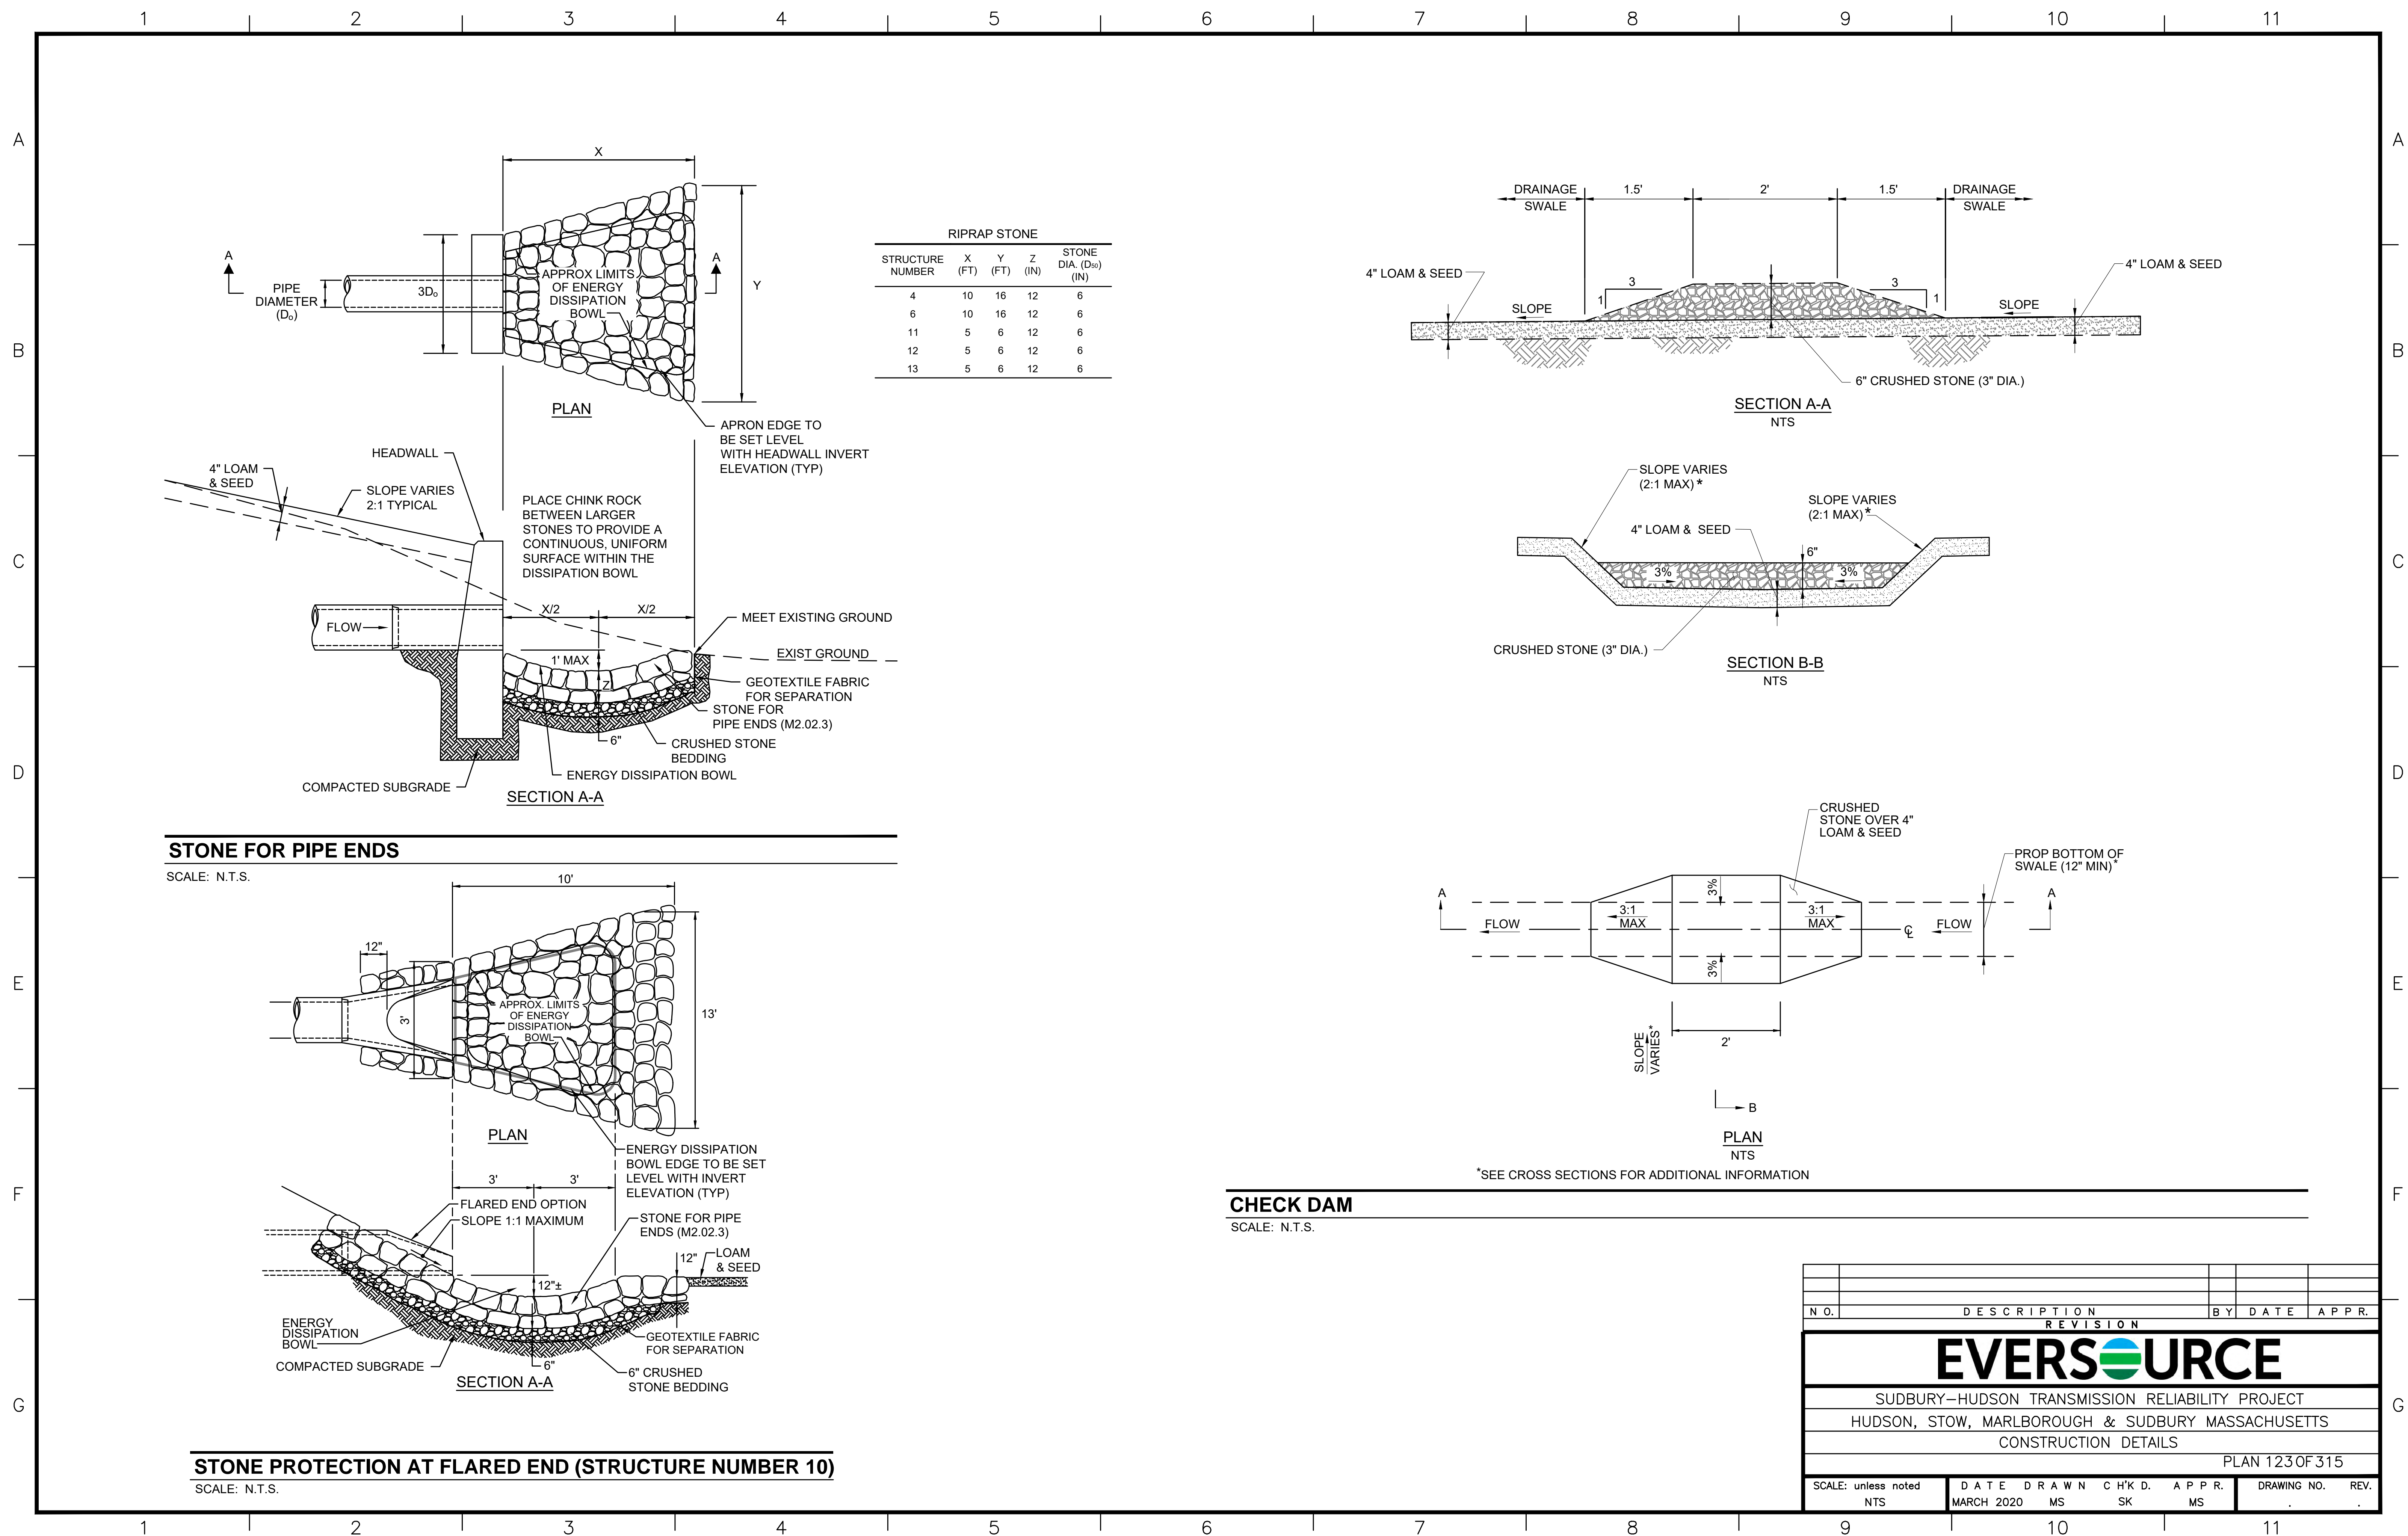 1 2 3 4 5 6 7 8 9 10 11
A
B
C
D
E
F
G
X
A A
PIPE
DIAMETER
(Do)
3Do
APPROX LIMITS
OF ENERGY
DISSIPATION
BOWL
Y
PLAN
APRON EDGE TO
BE SET LEVEL
WITH HEADWALL INVERT
ELEVATION (TYP)
RIPRAP STONE
STRUCTURE NUMBER X (FT) Y (FT) Z (IN) STONE DIA. (D50) (IN)
4 10 16 12 6
6 10 16 12 6
11 5 6 12 6
12 5 6 12 6
13 5 6 12 6
HEADWALL
4" LOAM
& SEED
SLOPE VARIES
2:1 TYPICAL
PLACE CHINK ROCK
BETWEEN LARGER
STONES TO PROVIDE A
CONTINUOUS, UNIFORM
SURFACE WITHIN THE
DISSIPATION BOWL
X/2 X/2
MEET EXISTING GROUND
FLOW
EXIST GROUND
1' MAX
Z
GEOTEXTILE FABRIC
FOR SEPARATION
STONE FOR
PIPE ENDS (M2.02.3)
6"
CRUSHED STONE
BEDDING
ENERGY DISSIPATION BOWL
COMPACTED SUBGRADE
SECTION A-A
STONE FOR PIPE ENDS
SCALE: N.T.S.
10'
12"
3'
APPROX. LIMITS
OF ENERGY
DISSIPATION
BOWL
13'
PLAN
ENERGY DISSIPATION
BOWL EDGE TO BE SET
LEVEL WITH INVERT
ELEVATION (TYP)
3' 3'
FLARED END OPTION
SLOPE 1:1 MAXIMUM
STONE FOR PIPE
ENDS (M2.02.3)
12"
LOAM
& SEED
12"±
ENERGY
DISSIPATION
BOWL
GEOTEXTILE FABRIC
FOR SEPARATION
COMPACTED SUBGRADE
6"
6" CRUSHED
STONE BEDDING
SECTION A-A
STONE PROTECTION AT FLARED END (STRUCTURE NUMBER 10)
SCALE: N.T.S.
DRAINAGE
SWALE
1.5' 2' 1.5'
DRAINAGE
SWALE
4" LOAM & SEED
4" LOAM & SEED
3
1
3
1
SLOPE
SLOPE
6" CRUSHED STONE (3" DIA.)
SECTION A-A
NTS
SLOPE VARIES
(2:1 MAX)*
SLOPE VARIES
(2:1 MAX)*
4" LOAM & SEED
6"
3% 3%
CRUSHED STONE (3" DIA.)
SECTION B-B
NTS
CRUSHED
STONE OVER 4"
LOAM & SEED
PROP BOTTOM OF
SWALE (12" MIN)*
A A
3%
FLOW
3:1
MAX
3:1
MAX
℄
FLOW
3%
SLOPE
VARIES*
2'
B
PLAN
NTS
*SEE CROSS SECTIONS FOR ADDITIONAL INFORMATION
CHECK DAM
SCALE: N.T.S.
NO. DESCRIPTION BY DATE APPR.
REVISION
EVERSOURCE
SUDBURY-HUDSON TRANSMISSION RELIABILITY PROJECT
HUDSON, STOW, MARLBOROUGH & SUDBURY MASSACHUSETTS
CONSTRUCTION DETAILS
PLAN 123 OF 315
SCALE: unless noted DATE DRAWN CH'K D. APPR. DRAWING NO. REV.
NTS MARCH 2020 MS SK MS . .
A
B
C
D
E
F
G
1 2 3 4 5 6 7 8 9 10 11